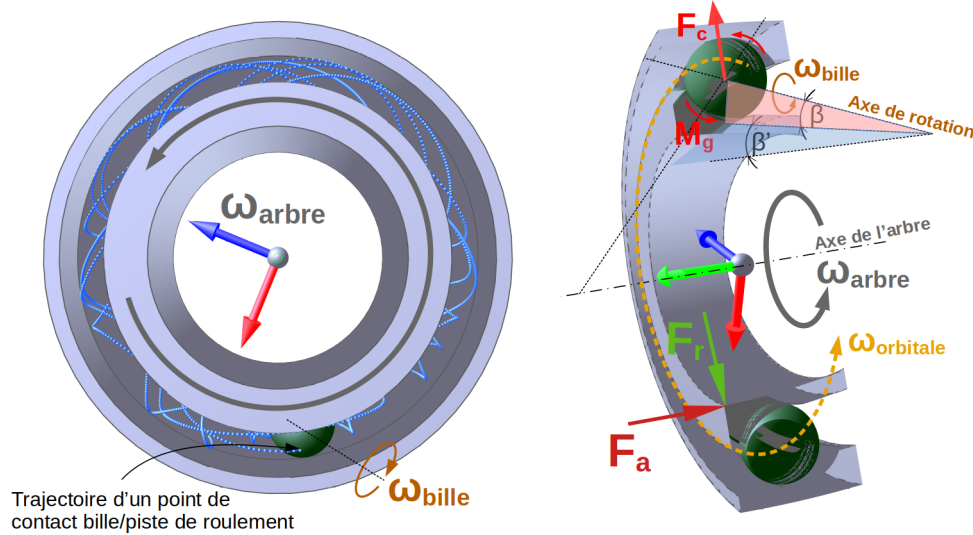 ωarbre
Trajectoire d'un point de
contact bille/piste de roulement
ωbille
Fc
ωbille
Axe de rotation
β
Mg
β'
Axe de l'arbre
ωarbre
Fr
ωorbitale
Fa